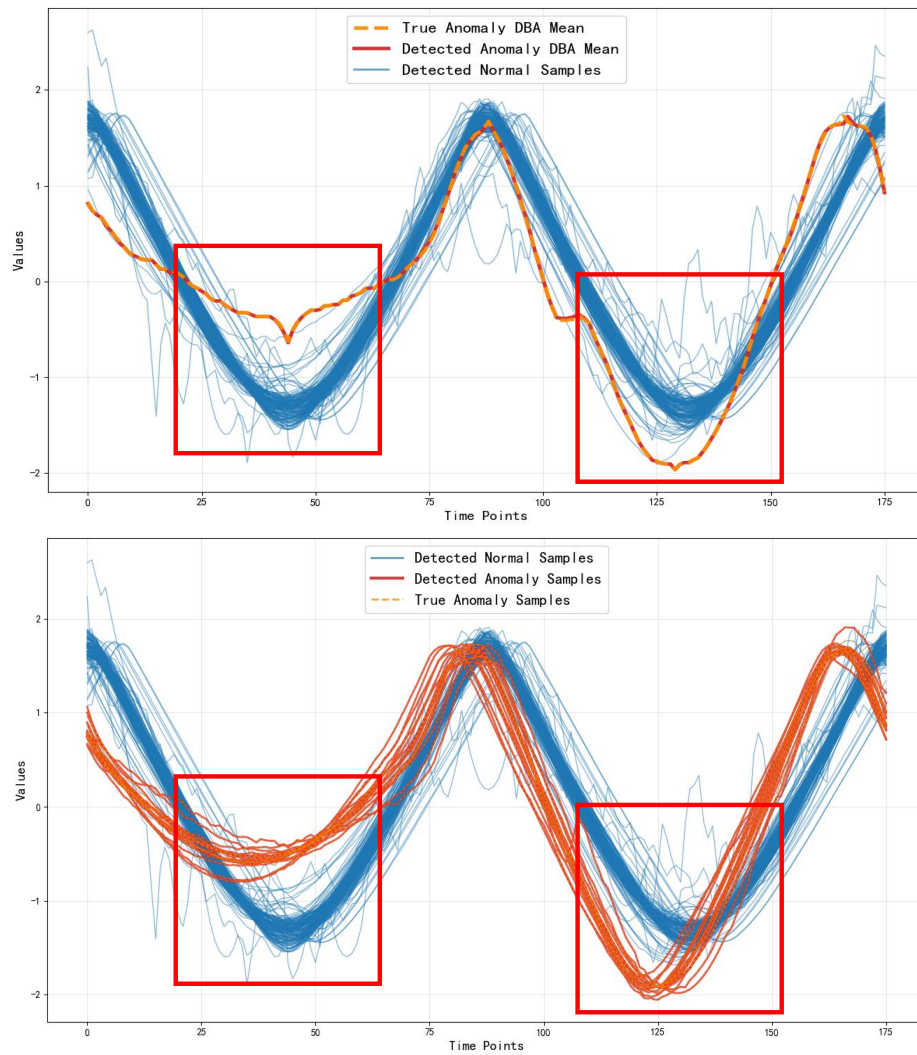 True Anomaly DBA Mean
Detected Anomaly DBA Mean
Detected Normal Samples
2
1
0
−1
−2
Values
0
25
50
75
100
125
150
175
Time Points
Detected Normal Samples
Detected Anomaly Samples
True Anomaly Samples
2
1
0
−1
−2
Values
0
25
50
75
100
125
150
175
Time Points